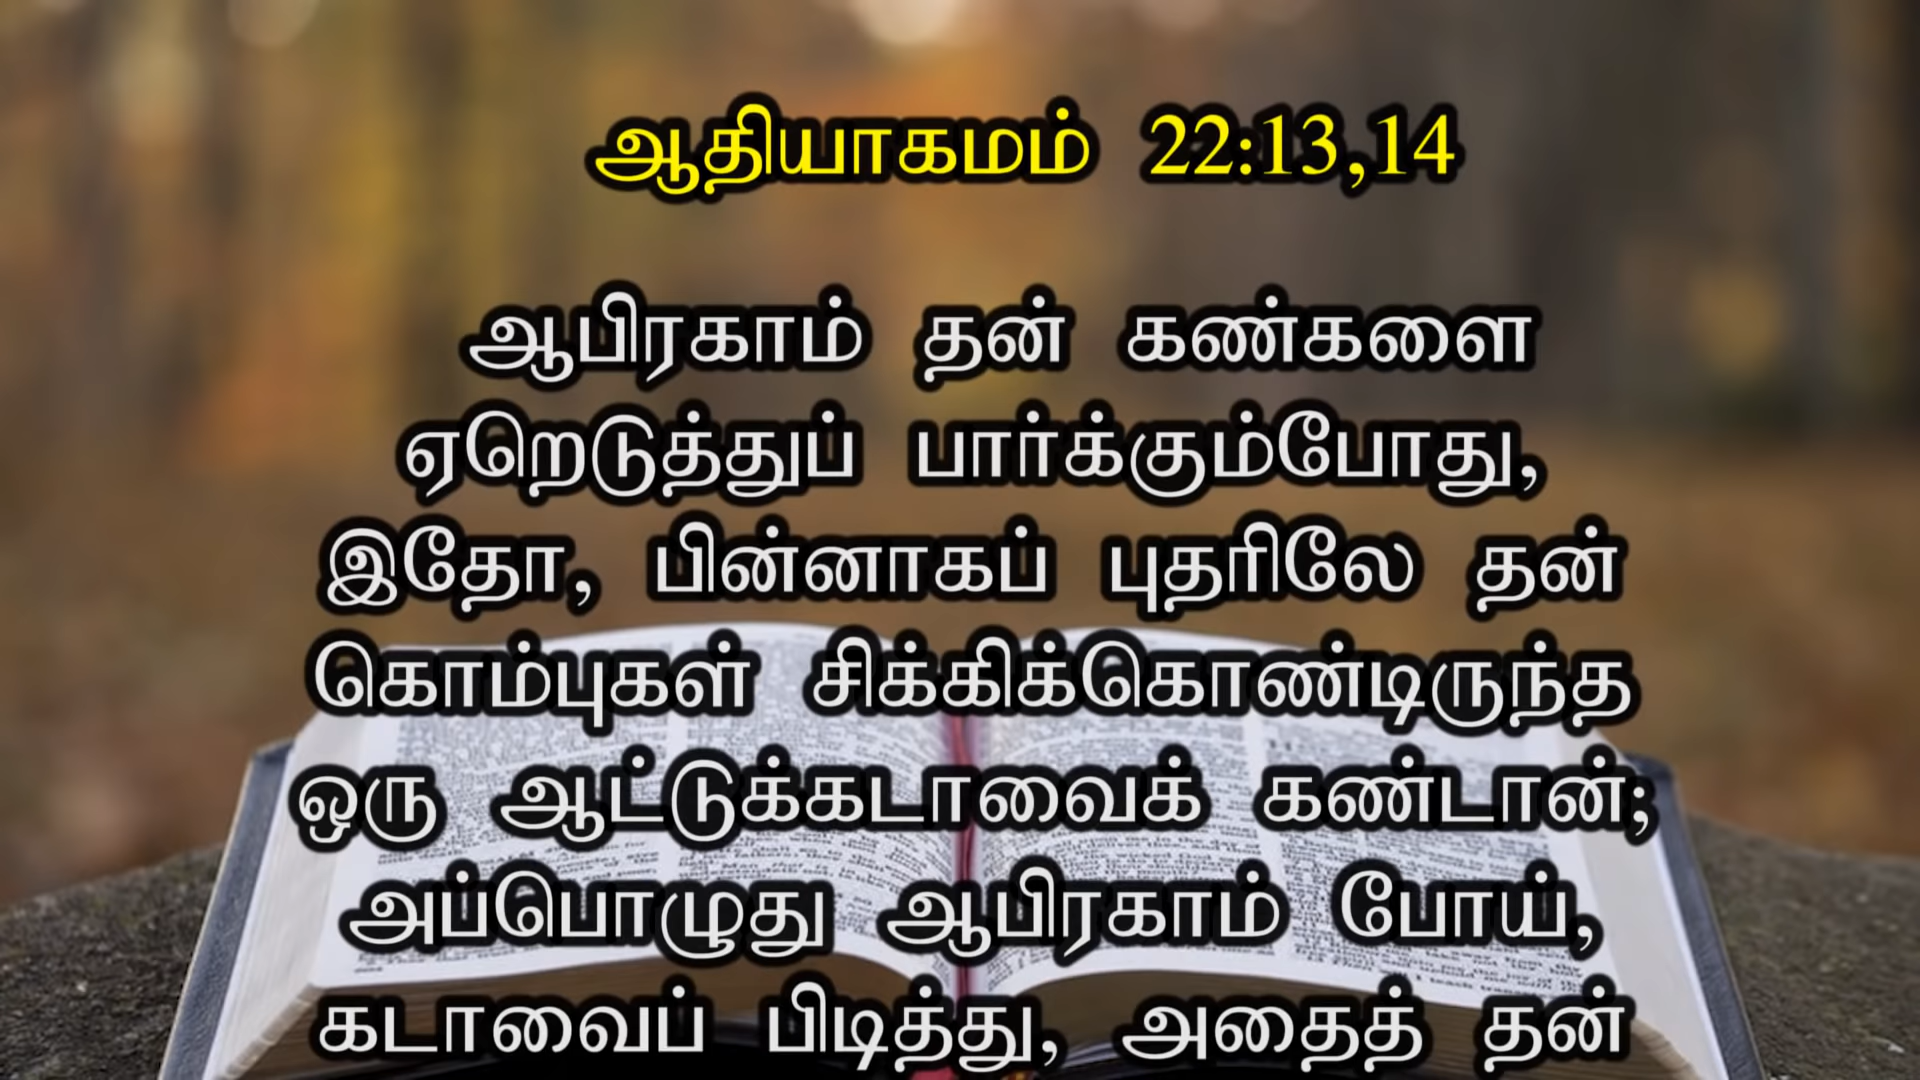 ஆதியாகமம் 22:13,14
ஆபிரகாம் தன் கண்களை
ஏறெடுத்துப் பார்க்கும்போது,
இதோ, பின்னாகப் புதரிலே தன்
கொம்புகள் சிக்கிக்கொண்டிருந்த
ஒரு ஆட்டுக்கடாவைக் கண்டான்;
அப்பொழுது ஆபிரகாம் போய்,
கடாவைப் பிடித்து, அதைத் தன்